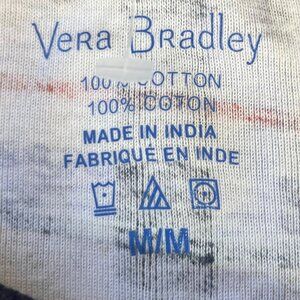 Vera Bradley
100% COTTON
100% COTON
MADE IN INDIA
FABRIQUÉ EN INDE
M/M